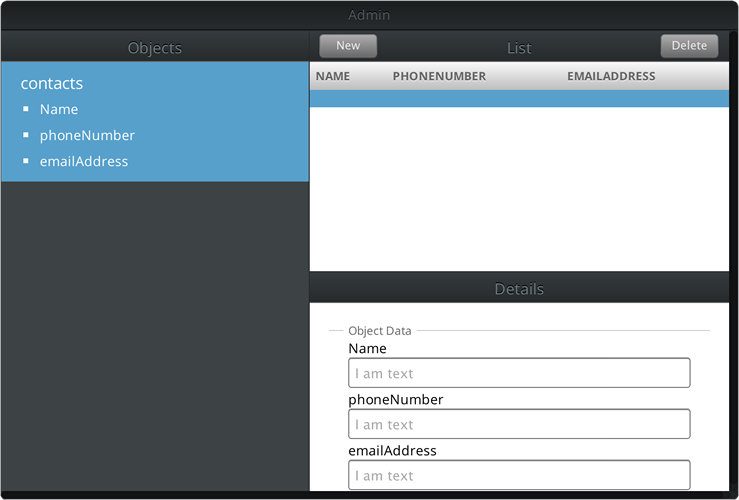 Admin
Objects
New List Delete
contacts
Name
phoneNumber
emailAddress
NAME PHONENUMBER EMAILADDRESS
Details
Object Data
Name
I am text
phoneNumber
I am text
emailAddress
I am text